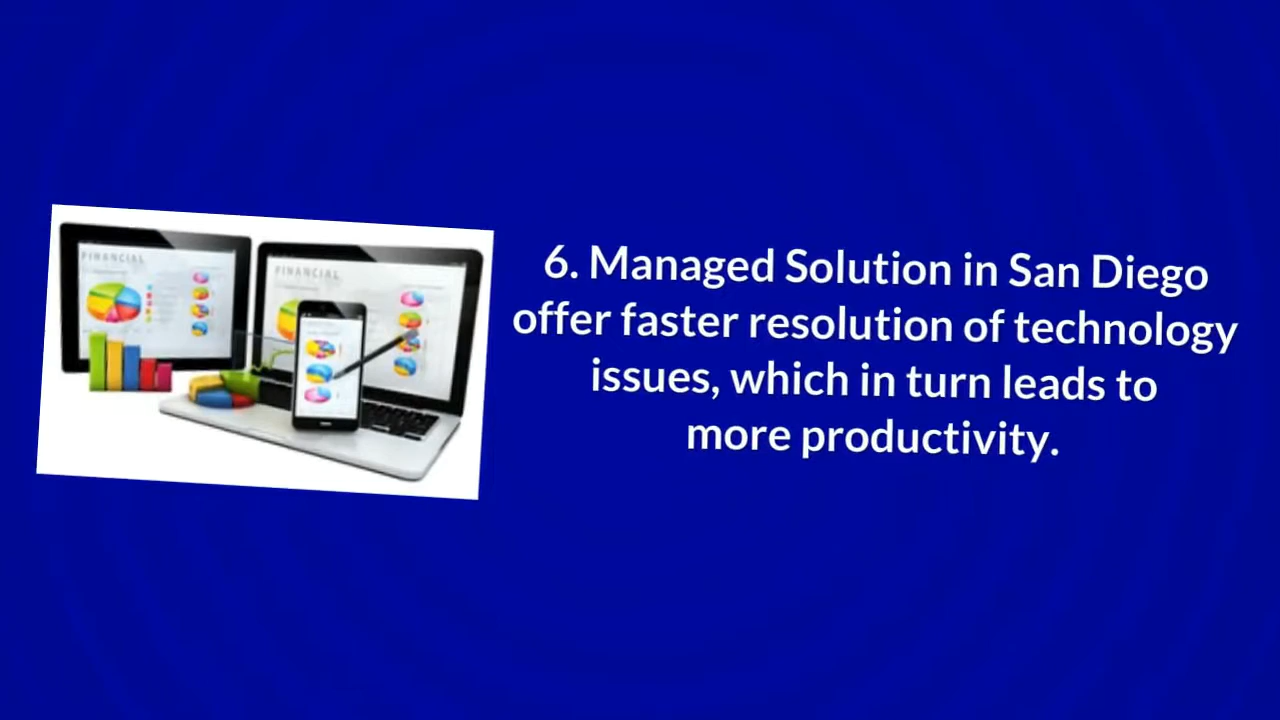 FINANCIAL
FINANCIAL
6. Managed Solution in San Diego
offer faster resolution of technology
issues, which in turn leads to
more productivity.